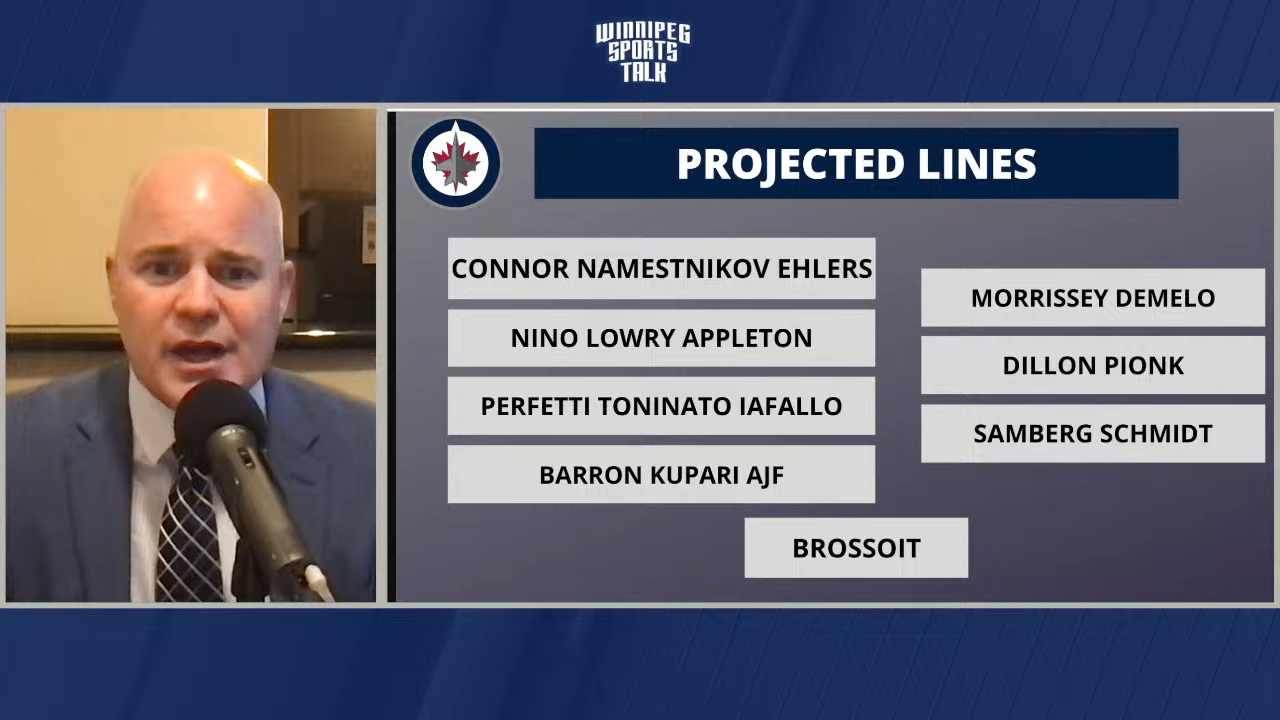 WINNIPEG
SPORTS
TALK
PROJECTED LINES
CONNOR NAMESTNIKOV EHLERS
NINO LOWRY APPLETON
PERFETTI TONINATO IAFALLO
BARRON KUPARI AJF
MORRISSEY DEMELO
DILLON PIONK
SAMBERG SCHMIDT
BROSSOIT